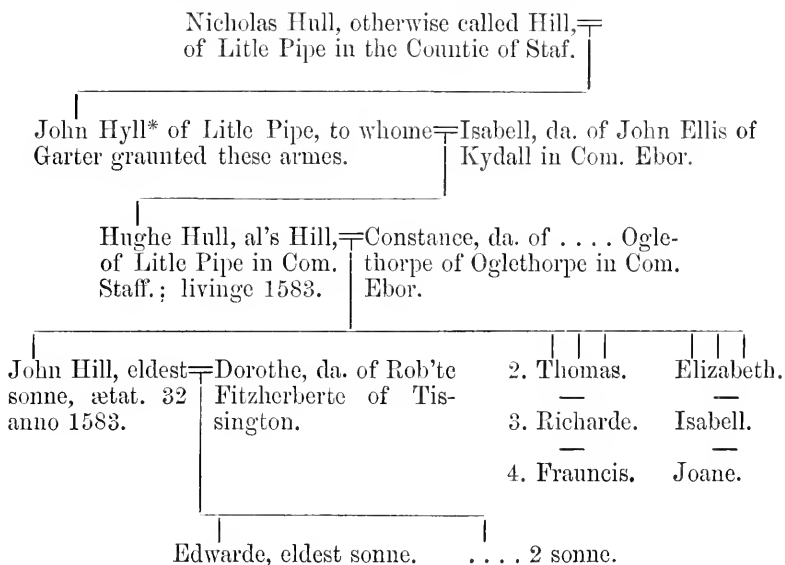 Nicholas Hull, otherwise called Hill,
of Litle Pipe in the Countie of Staf.
John Hyll* of Litle Pipe, to whome
Garter graunted these armes.
Isabell, da. of John Ellis of
Kydall in Com. Ebor.
Hughe Hull, al's Hill,
of Litle Pipe in Com.
Staff.; livinge 1583.
Constance, da. of . . . . Ogle-
thorpe of Oglethorpe in Com.
Ebor.
John Hill, eldest
sonne, ætat. 32
anno 1583.
Dorothe, da. of Rob'te
Fitzherberte of Tis-
sington.
2. Thomas.
3. Richarde.
4. Frauncis.
Elizabeth.
Isabell.
Joane.
Edwarde, eldest sonne.
. . . . 2 sonne.